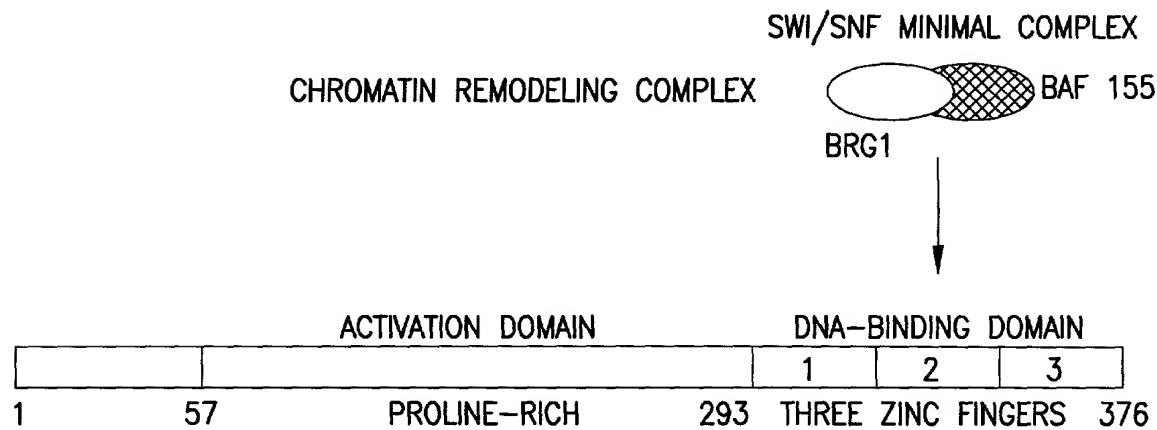 SWI/SNF MINIMAL COMPLEX
CHROMATIN REMODELING COMPLEX
BAF 155
BRG1
ACTIVATION DOMAIN
DNA-BINDING DOMAIN
1 2 3
1 57 PROLINE-RICH 293 THREE ZINC FINGERS 376